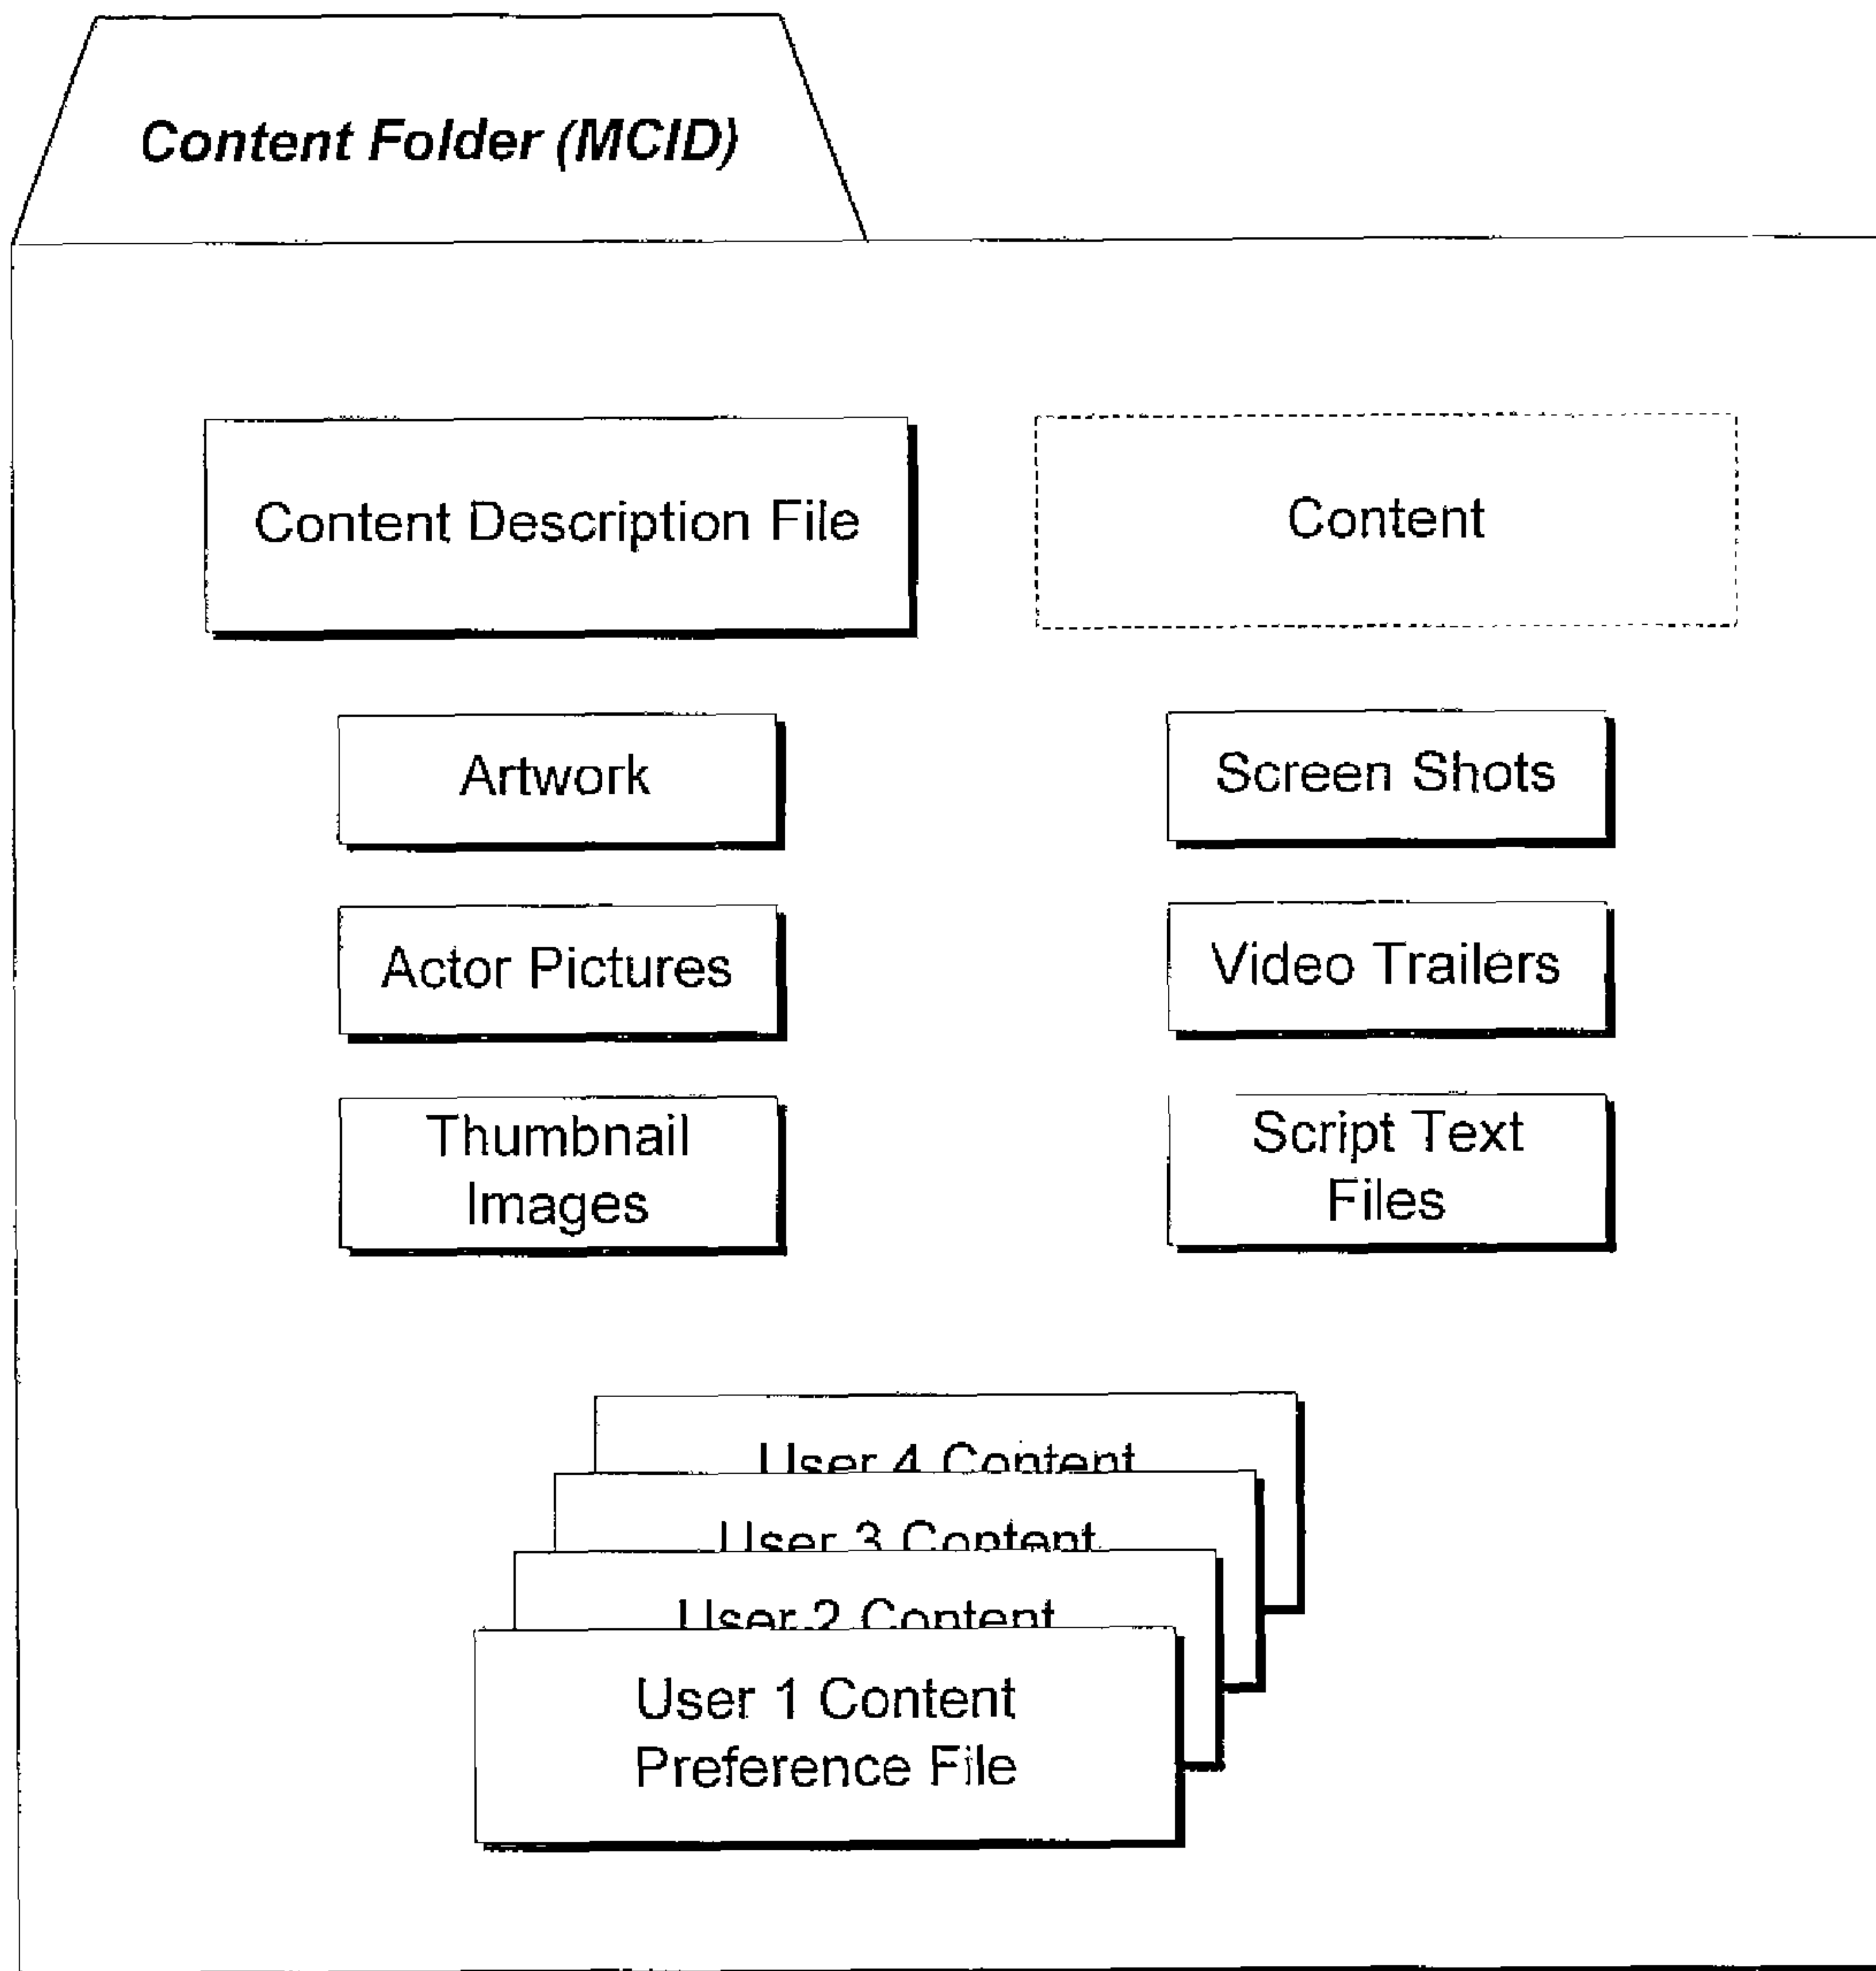 Content Folder (MCID)
Content Description File
Content
Artwork
Screen Shots
Actor Pictures
Video Trailers
Thumbnail
Images
Script Text
Files
User 4 Content
User 3 Content
User 2 Content
User 1 Content
Preference File